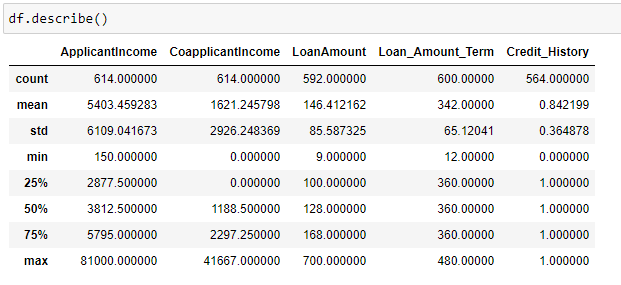 df.describe()
ApplicantIncome CoapplicantIncome LoanAmount Loan_Amount_Term Credit_History
count 614.000000 614.000000 592.000000 600.00000 564.000000
mean 5403.459283 1621.245798 146.412162 342.00000 0.842199
std 6109.041673 2926.248369 85.587325 65.12041 0.364878
min 150.000000 0.000000 9.000000 12.00000 0.000000
25% 2877.500000 0.000000 100.000000 360.00000 1.000000
50% 3812.500000 1188.500000 128.000000 360.00000 1.000000
75% 5795.000000 2297.250000 168.000000 360.00000 1.000000
max 81000.000000 41667.000000 700.000000 480.00000 1.000000